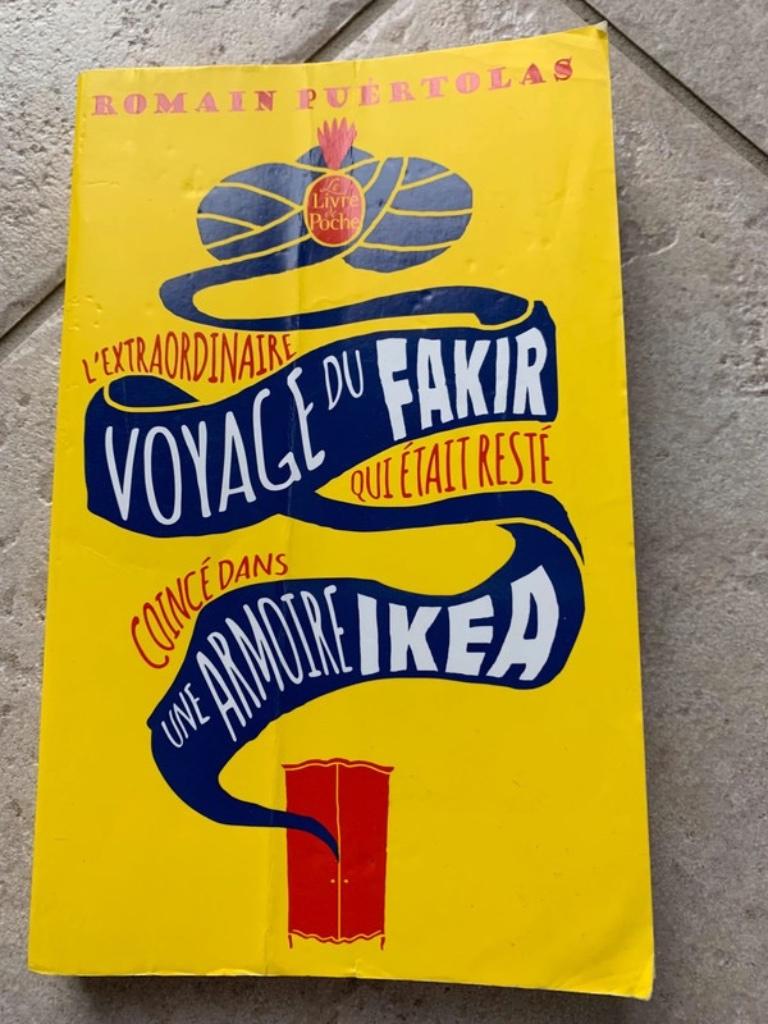 ROMAIN PUÉRTOLAS
Le
Livre
de
Poche
L'EXTRAORDINAIRE
VOYAGE DU FAKIR
QUI ÉTAIT RESTÉ
COINCÉ DANS
UNE ARMOIRE IKEA